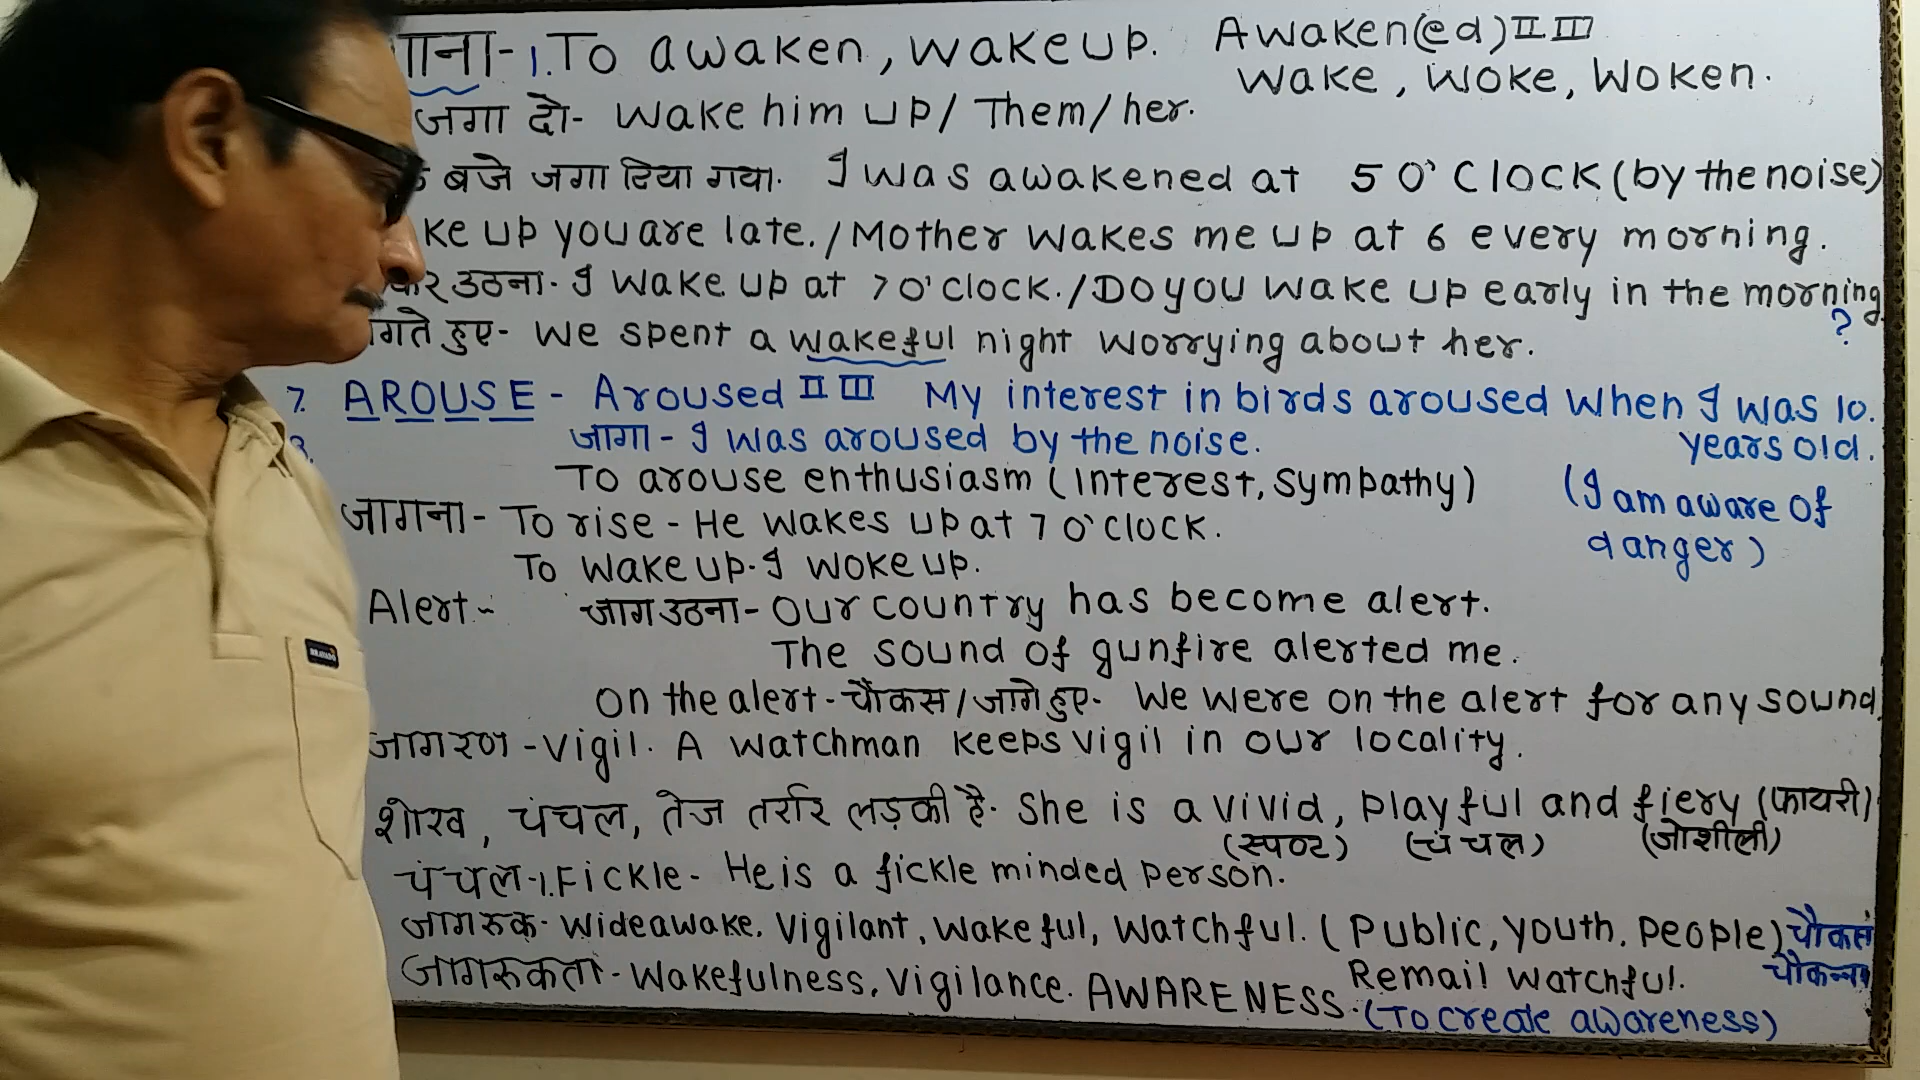 गाना- 1. To awaken, wake up. Awaken(ed) II III
Wake, Woke, Woken.
जगा दो- Wake him up/ Them/her.
बजे जगा दिया गया. I was awakened at 5 O'Clock (by the noise)
ke up you are late./Mother wakes me up at 6 every morning.
कर उठना. I wake up at 7 o'clock./Do you wake up early in the morning
?
गते हुए- We spent a wakeful night worrying about her.
7. AROUSE - Aroused II III My interest in birds aroused when I was 10.
years old.
8. जागा - I was aroused by the noise.
To arouse enthusiasm (Interest, Sympathy)
(I am aware of
danger)
जागना- To rise - He wakes up at 7 o'clock.
To wake up. I woke up.
Alert- जाग उठना- Our country has become alert.
The sound of gunfire alerted me.
On the alert- चौकस/जागे हुए. We were on the alert for any sound.
जागरण - Vigil. A watchman keeps vigil in our locality.
शोख, चंचल, तेज तर्रार लड़की है. She is a vivid, playful and fiery (फायरी)
(स्पष्ट) (चंचल) (जोशीली)
चंचल-1. Fickle- He is a fickle minded person.
जागरूक- Wideawake, Vigilant, Wakeful, Watchful. (Public, youth, People) चौकस
Remail watchful. चौकन्ना
जागरूकता- Wakefulness, Vigilance. AWARENESS.
(To create awareness)